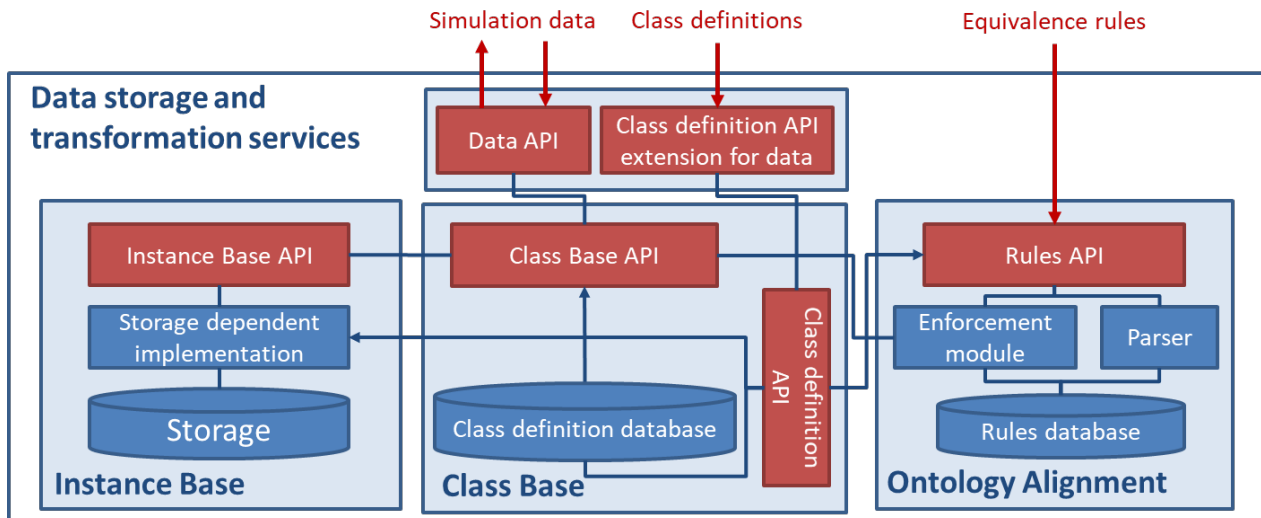 Simulation data
Class definitions
Equivalence rules
Data storage and
transformation services
Data API
Class definition API
extension for data
Instance Base API
Class Base API
Rules API
Storage dependent
implementation
Class definition
API
Enforcement
module
Parser
Storage
Class definition database
Rules database
Instance Base
Class Base
Ontology Alignment